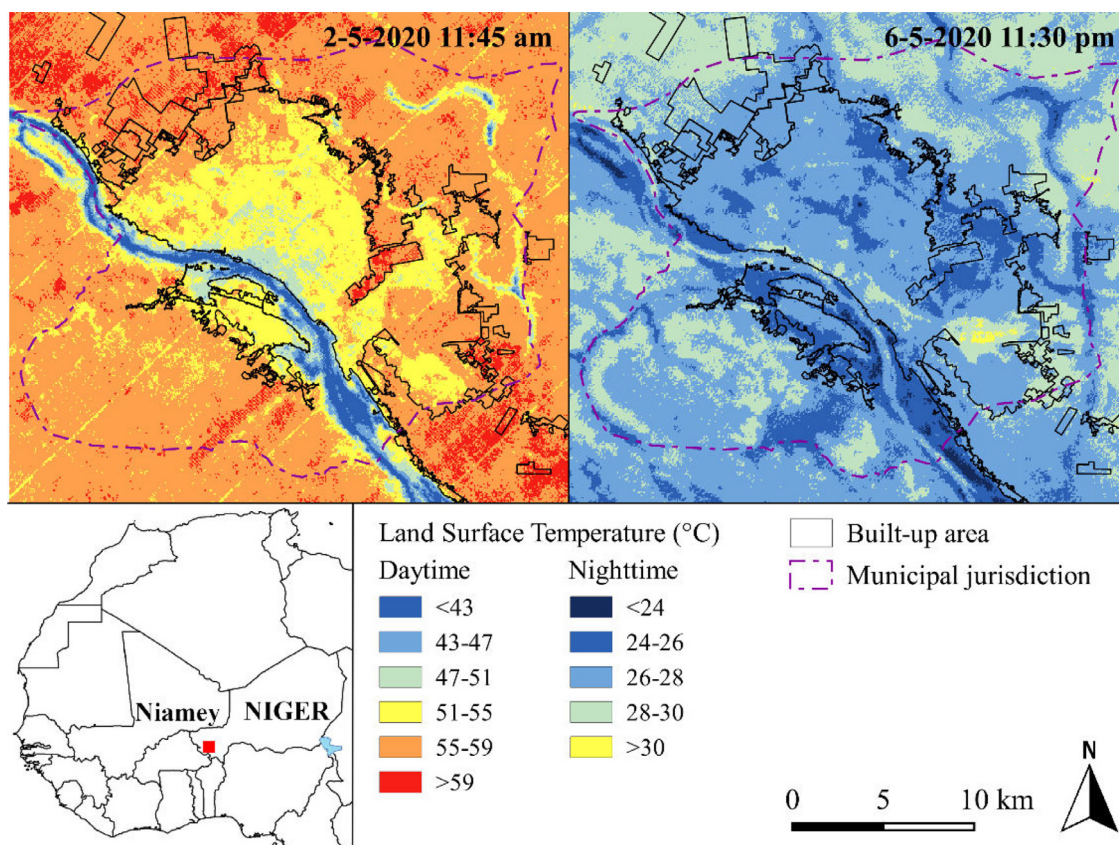 2-5-2020 11:45 am
6-5-2020 11:30 pm
Niamey
NIGER
Land Surface Temperature (°C)
Daytime
<43
43-47
47-51
51-55
55-59
>59
Nighttime
<24
24-26
26-28
28-30
>30
Built-up area
Municipal jurisdiction
0 5 10 km
N